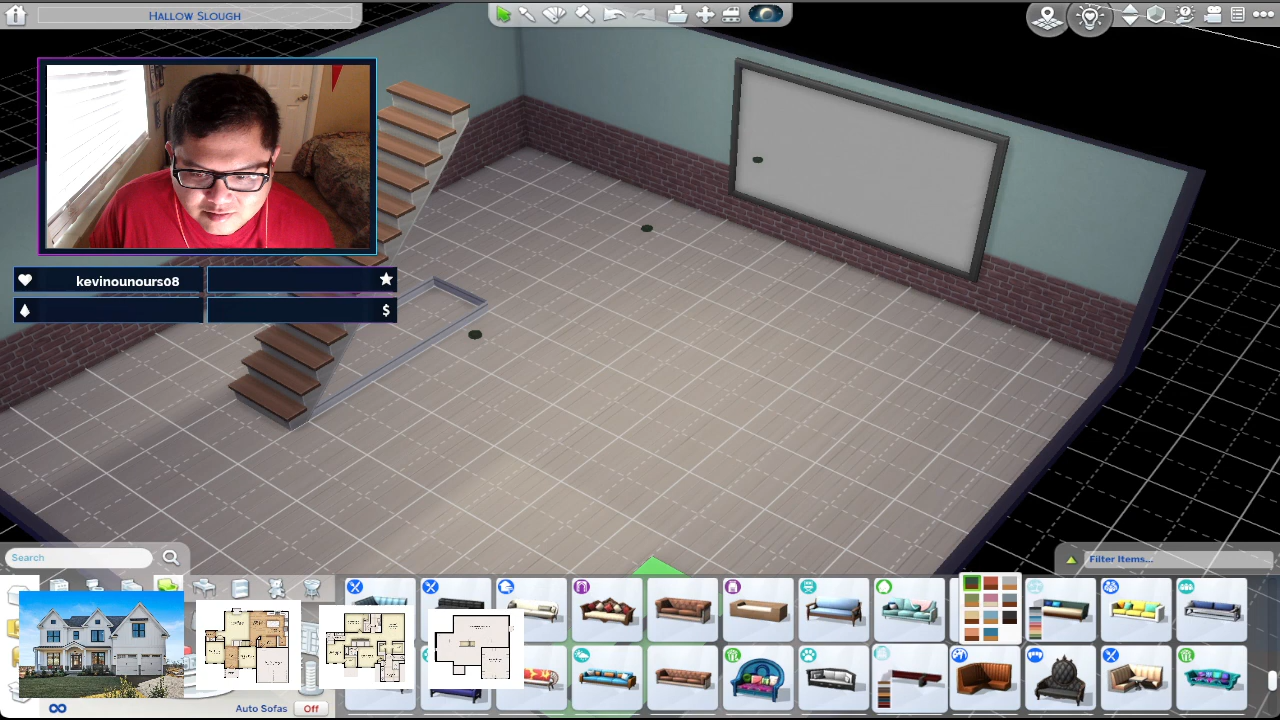 HALLOW SLOUGH
kevinounours08
$
Search
Filter Items...
Auto Sofas Off